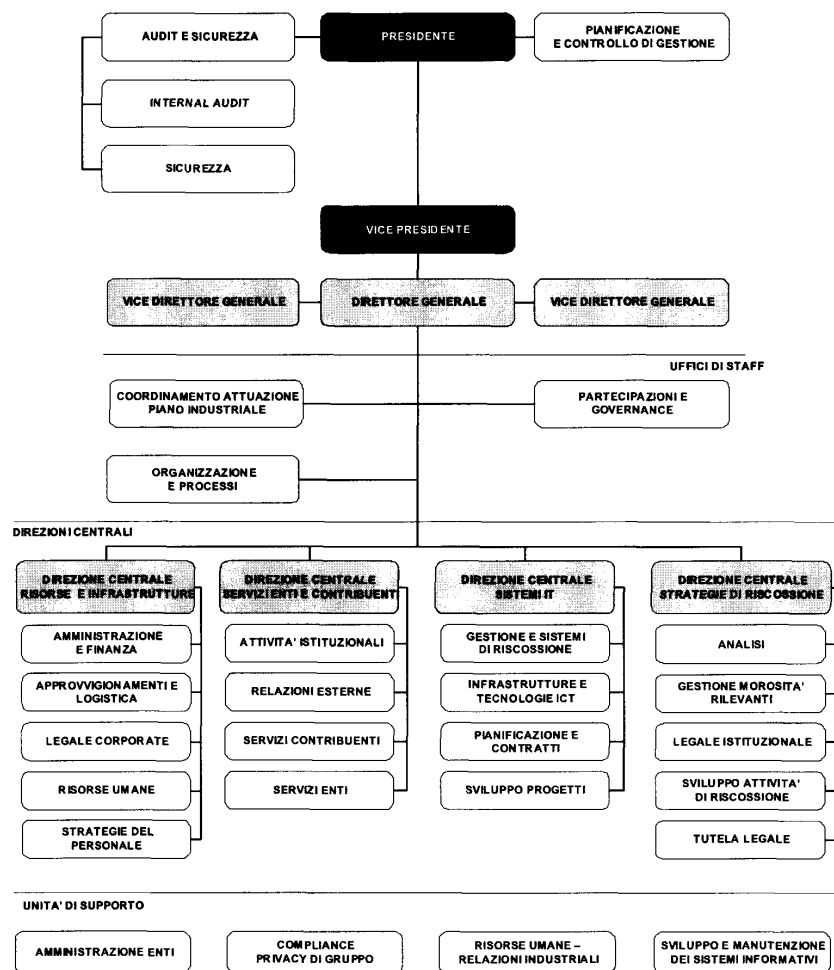 AUDIT E SICUREZZA
PRESIDENTE
PIANIFICAZIONE
E CONTROLLO DI GESTIONE
INTERNAL AUDIT
SICUREZZA
VICE PRESIDENTE
VICE DIRETTORE GENERALE
DIRETTORE GENERALE
VICE DIRETTORE GENERALE
UFFICI DI STAFF
COORDINAMENTO ATTUAZIONE
PIANO INDUSTRIALE
PARTECIPAZIONI E
GOVERNANCE
ORGANIZZAZIONE
E PROCESSI
DIREZIONI CENTRALI
DIREZIONE CENTRALE
RISORSE E INFRASTRUTTURE
DIREZIONE CENTRALE
SERVIZI ENTI E CONTRIBUENTI
DIREZIONE CENTRALE
SISTEMI IT
DIREZIONE CENTRALE
STRATEGIE DI RISCOSSIONE
AMMINISTRAZIONE
E FINANZA
ATTIVITA' ISTITUZIONALI
GESTIONE E SISTEMI
DI RISCOSSIONE
ANALISI
APPROVVIGIONAMENTI E
LOGISTICA
RELAZIONI ESTERNE
INFRASTRUTTURE E
TECNOLOGIE ICT
GESTIONE MOROSITA'
RILEVANTI
LEGALE CORPORATE
SERVIZI CONTRIBUENTI
PIANIFICAZIONE E
CONTRATTI
LEGALE ISTITUZIONALE
RISORSE UMANE
SERVIZI ENTI
SVILUPPO PROGETTI
SVILUPPO ATTIVITA'
DI RISCOSSIONE
STRATEGIE DEL
PERSONALE
TUTELA LEGALE
UNITA' DI SUPPORTO
AMMINISTRAZIONE ENTI
COMPLIANCE
PRIVACY DI GRUPPO
RISORSE UMANE –
RELAZIONI INDUSTRIALI
SVILUPPO E MANUTENZIONE
DEI SISTEMI INFORMATIVI